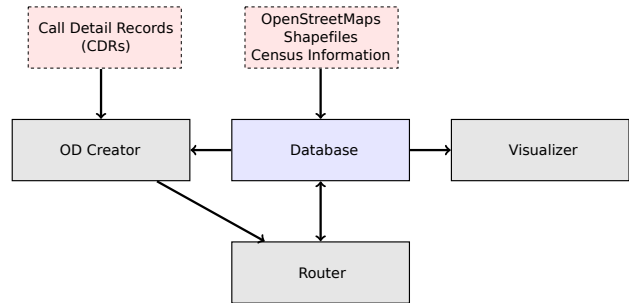 Call Detail Records
(CDRs)
OpenStreetMaps
Shapefiles
Census Information
OD Creator
Database
Visualizer
Router